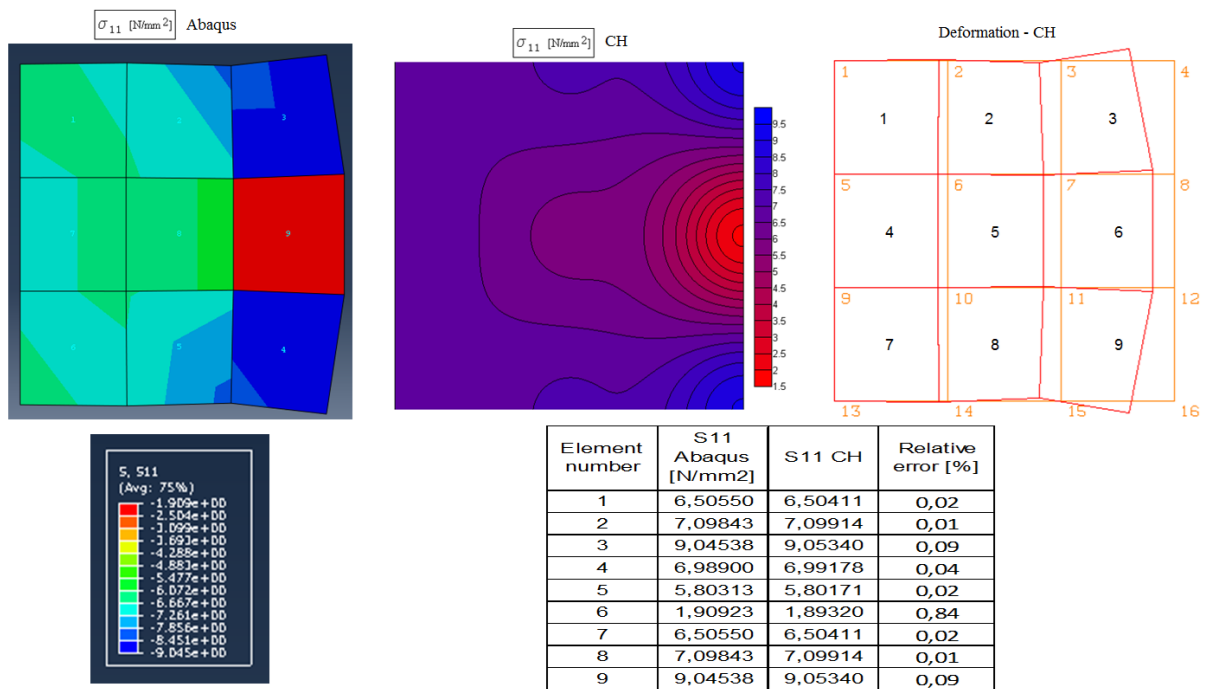 σ11 [N/mm2] Abaqus
σ11 [N/mm2] CH
Deformation - CH
1 2 3
7 8 9
6 5 4
9.5
9
8.5
8
7.5
7
6.5
6
5.5
5
4.5
4
3.5
3
2.5
2
1.5
1 2 3 4
1 2 3
5 6 7 8
4 5 6
9 10 11 12
7 8 9
13 14 15 16
S, S11
(Avg: 75%)
-1.909e+00
-2.504e+00
-3.099e+00
-3.693e+00
-4.288e+00
-4.883e+00
-5.477e+00
-6.072e+00
-6.667e+00
-7.261e+00
-7.856e+00
-8.451e+00
-9.045e+00
Element number S11 Abaqus [N/mm2] S11 CH Relative error [%]
1 6,50550 6,50411 0,02
2 7,09843 7,09914 0,01
3 9,04538 9,05340 0,09
4 6,98900 6,99178 0,04
5 5,80313 5,80171 0,02
6 1,90923 1,89320 0,84
7 6,50550 6,50411 0,02
8 7,09843 7,09914 0,01
9 9,04538 9,05340 0,09